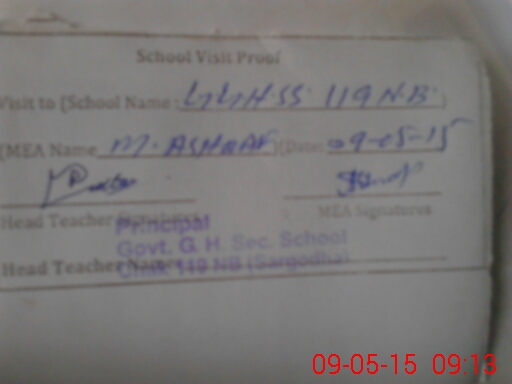 School Visit Proof
Visit to (School Name: GGHSS 119 N.B.
(MEA Name M. ASHRAF (Date: 09-05-15
Head Teacher
MEA Signatures
Principal
Govt. G. H. Sec. School
Head Teacher Name
Chak 119 NB (Sargodha)
09-05-15 09:13